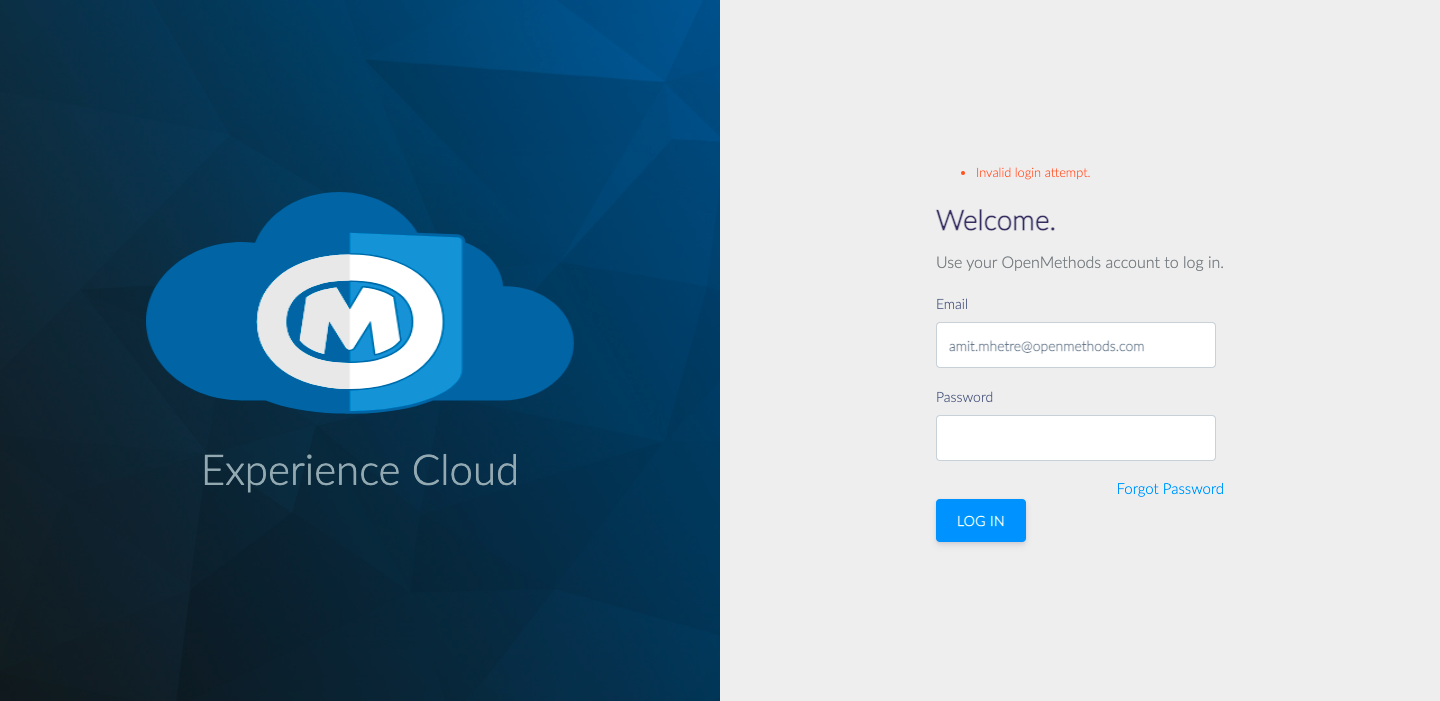 M
Experience Cloud
Invalid login attempt.
Welcome.
Use your OpenMethods account to log in.
Email
amit.mhetre@openmethods.com
Password
Forgot Password
LOG IN